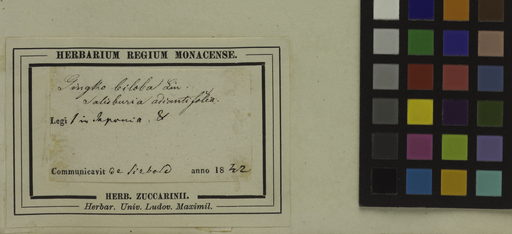 HERBARIUM REGIUM MONACENSE.
Gingko biloba Lin.
Salisburia adiantifolia.
Legi in Japonia.
Communicavit de Siebold anno 1842
HERB. ZUCCARINII.
Herbar. Univ. Ludov. Maximil.